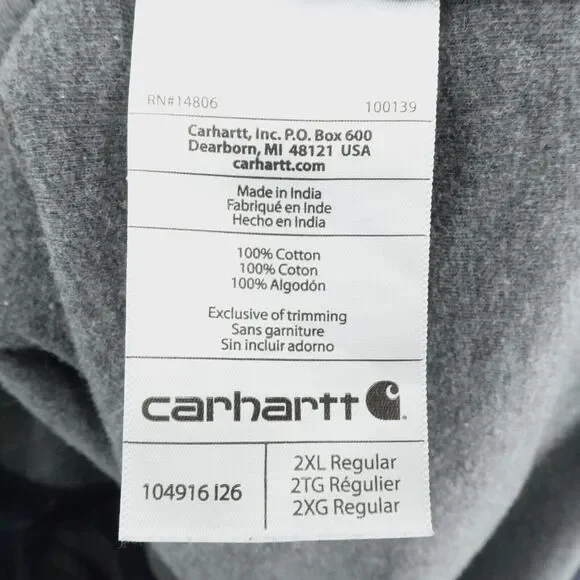 RN#14806 100139
Carhartt, Inc. P.O. Box 600
Dearborn, MI 48121 USA
carhartt.com
Made in India
Fabriqué en Inde
Hecho en India
100% Cotton
100% Coton
100% Algodón
Exclusive of trimming
Sans garniture
Sin incluir adorno
carhartt
104916 I26
2XL Regular
2TG Régulier
2XG Regular